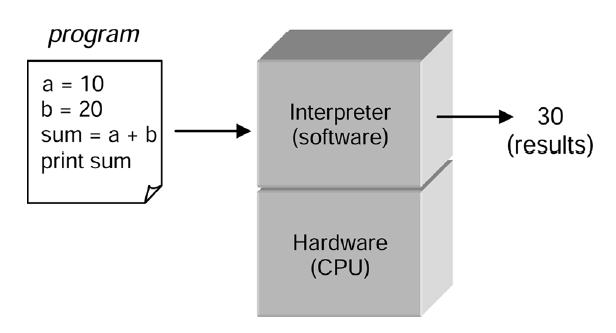 program
a = 10
b = 20
sum = a + b
print sum
Interpreter
(software)
30
(results)
Hardware
(CPU)